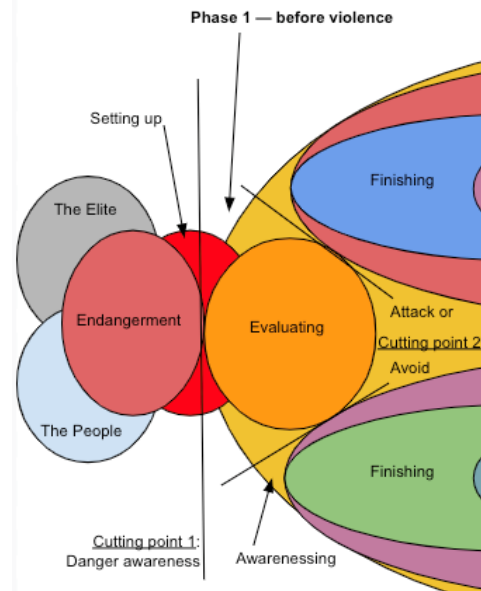 Phase 1 — before violence
Setting up
The Elite
Finishing
Endangerment
Evaluating
Attack or
Cutting point 2
Avoid
The People
Finishing
Cutting point 1:
Danger awareness
Awarenessing